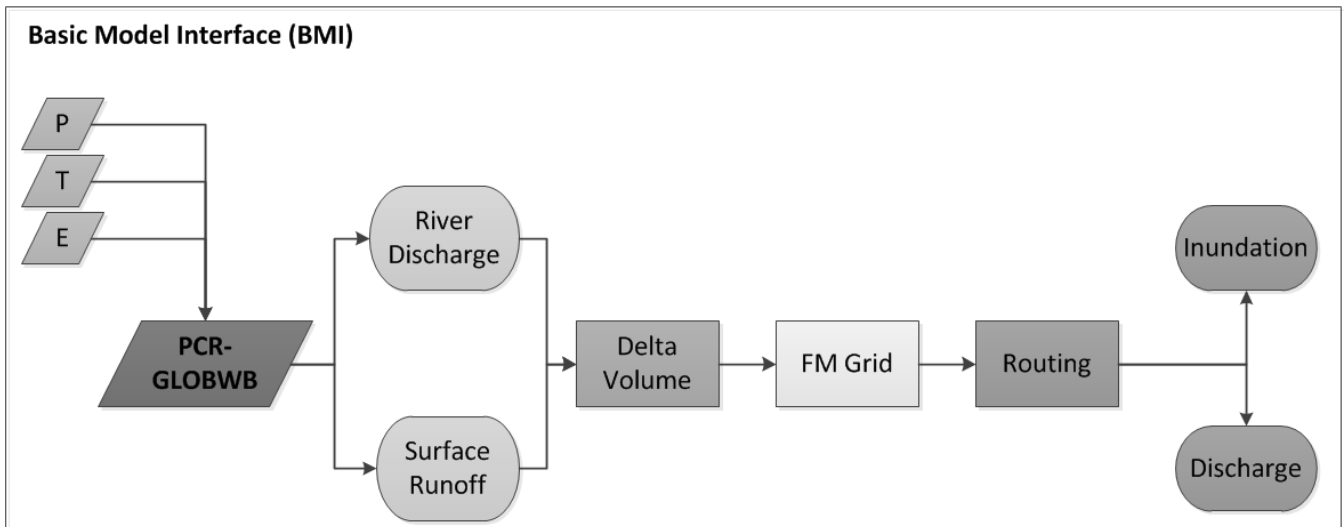 Basic Model Interface (BMI)
P
T
E
PCR-
GLOBWB
River
Discharge
Surface
Runoff
Delta
Volume
FM Grid
Routing
Inundation
Discharge